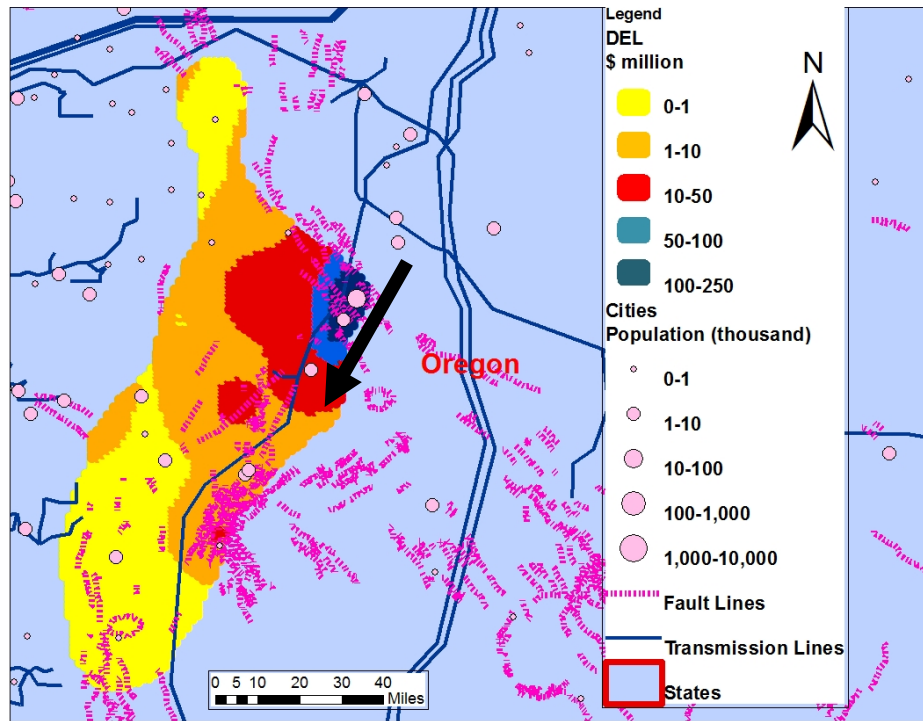 Legend
DEL
$ million
0-1
1-10
10-50
50-100
100-250
Cities
Population (thousand)
0-1
1-10
10-100
100-1,000
1,000-10,000
Fault Lines
Transmission Lines
States
N
Oregon
0 5 10 20 30 40
Miles